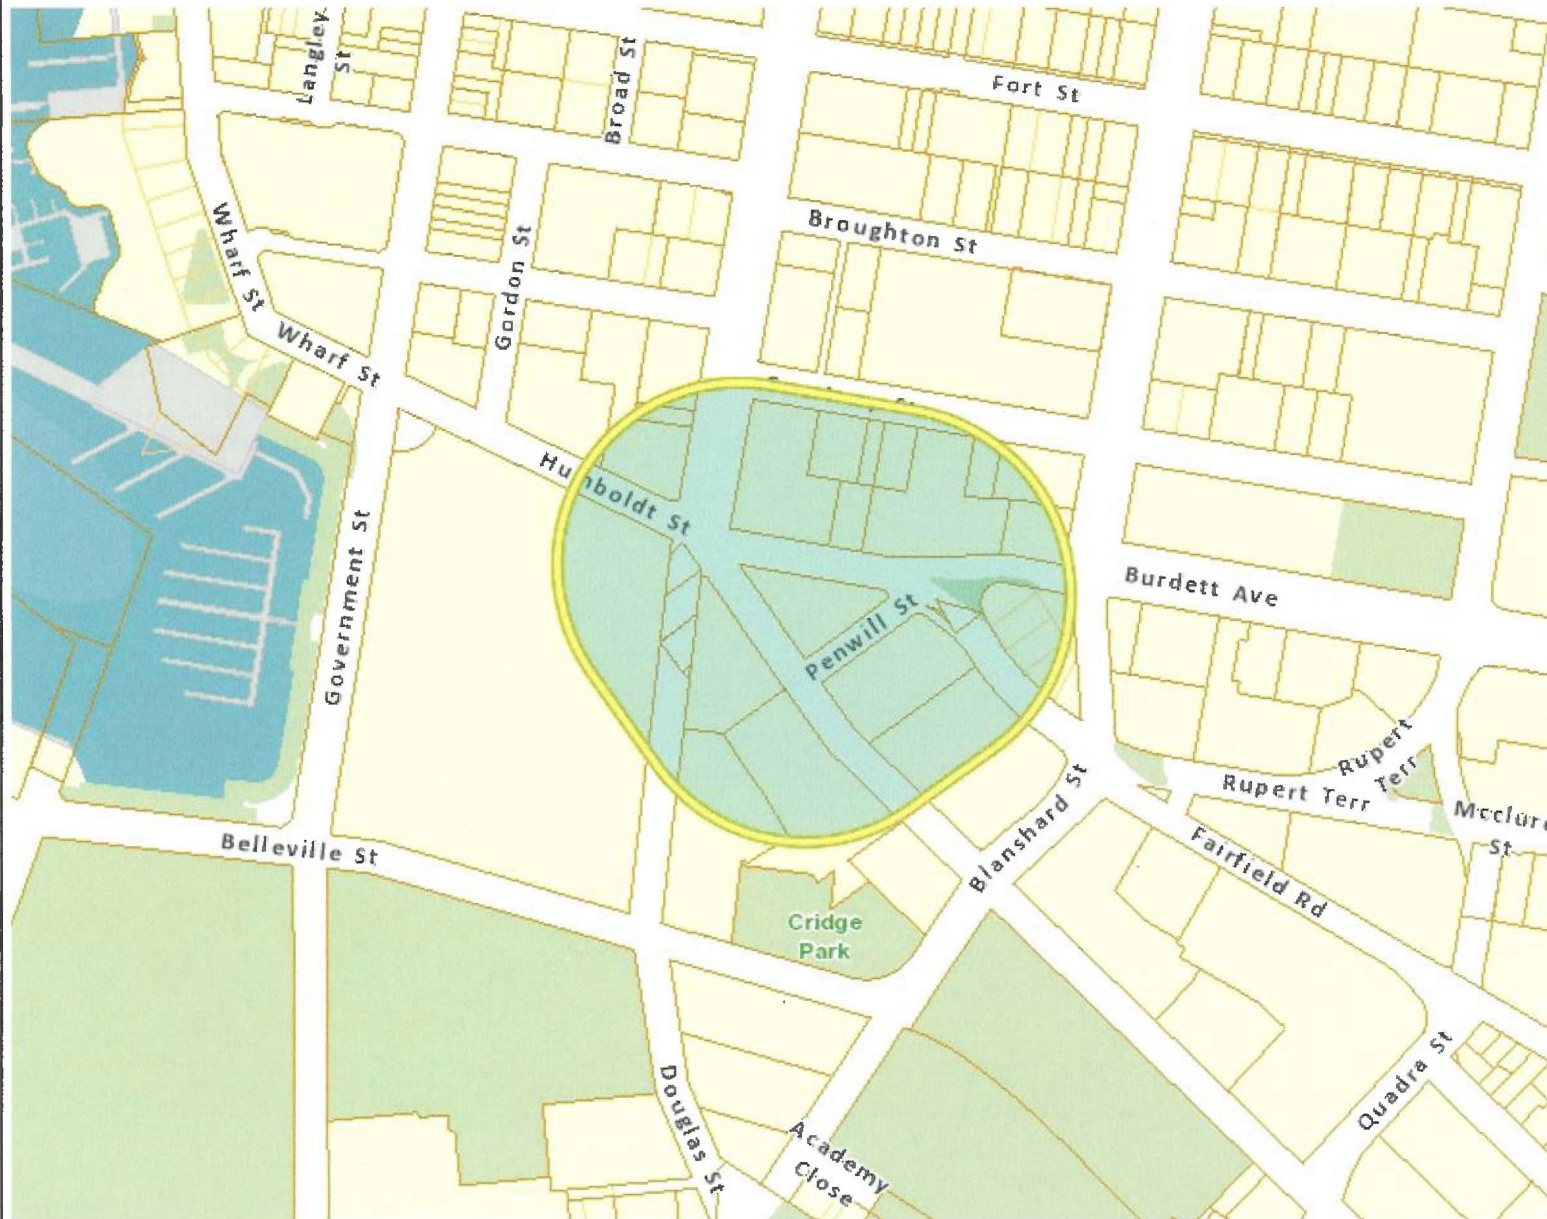 Langley
St
Broad St
Fort St
Wharf St
Gordon St
Broughton St
Wharf St
Humboldt St
Government St
Penwill St
Burdett Ave
Rupert
Terr
Rupert Terr
Mcclure
St
Belleville St
Blanshard St
Fairfield Rd
Cridge
Park
Quadra St
Douglas St
Academy
Close